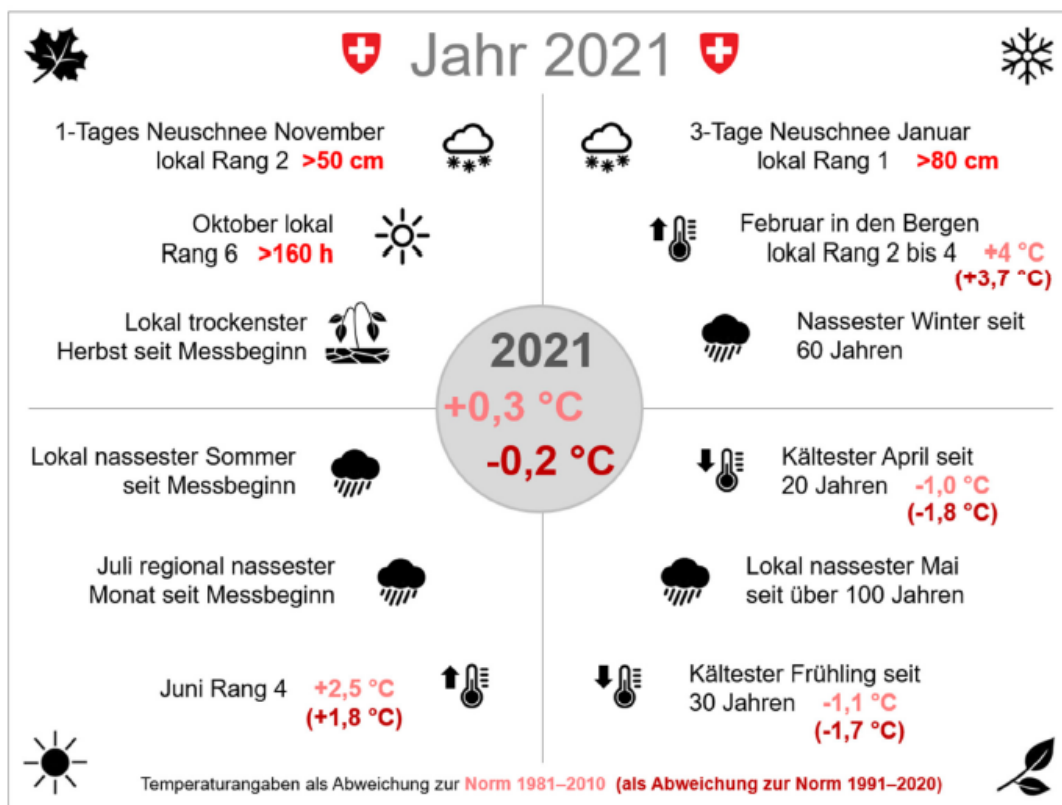 Jahr 2021
1-Tages Neuschnee November
lokal Rang 2 >50 cm
Oktober lokal
Rang 6 >160 h
Lokal trockenster
Herbst seit Messbeginn
3-Tage Neuschnee Januar
lokal Rang 1 >80 cm
Februar in den Bergen
lokal Rang 2 bis 4 +4 °C
(+3,7 °C)
Nassester Winter seit
60 Jahren
2021
+0,3 °C
-0,2 °C
Lokal nassester Sommer
seit Messbeginn
Juli regional nassester
Monat seit Messbeginn
Juni Rang 4 +2,5 °C
(+1,8 °C)
Kältester April seit
20 Jahren -1,0 °C
(-1,8 °C)
Lokal nassester Mai
seit über 100 Jahren
Kältester Frühling seit
30 Jahren -1,1 °C
(-1,7 °C)
Temperaturangaben als Abweichung zur Norm 1981–2010 (als Abweichung zur Norm 1991–2020)